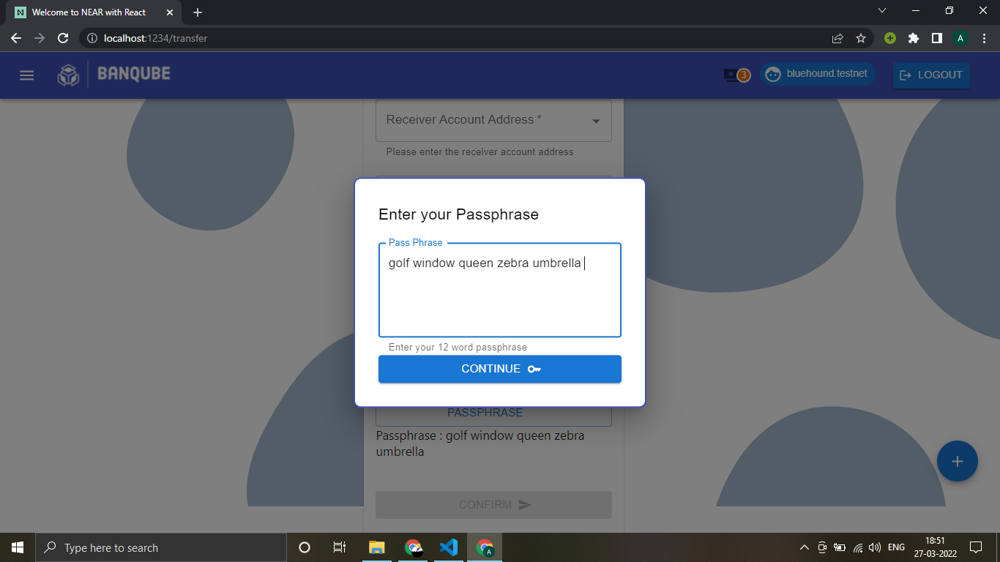 Welcome to NEAR with React
localhost:1234/transfer
A
BANQUBE
3
bluehound.testnet
LOGOUT
Receiver Account Address *
Please enter the receiver account address
Enter your Passphrase
Pass Phrase
golf window queen zebra umbrella
Enter your 12 word passphrase
CONTINUE
PASSPHRASE
Passphrase : golf window queen zebra
umbrella
CONFIRM
Type here to search
A
ENG
18:51
27-03-2022